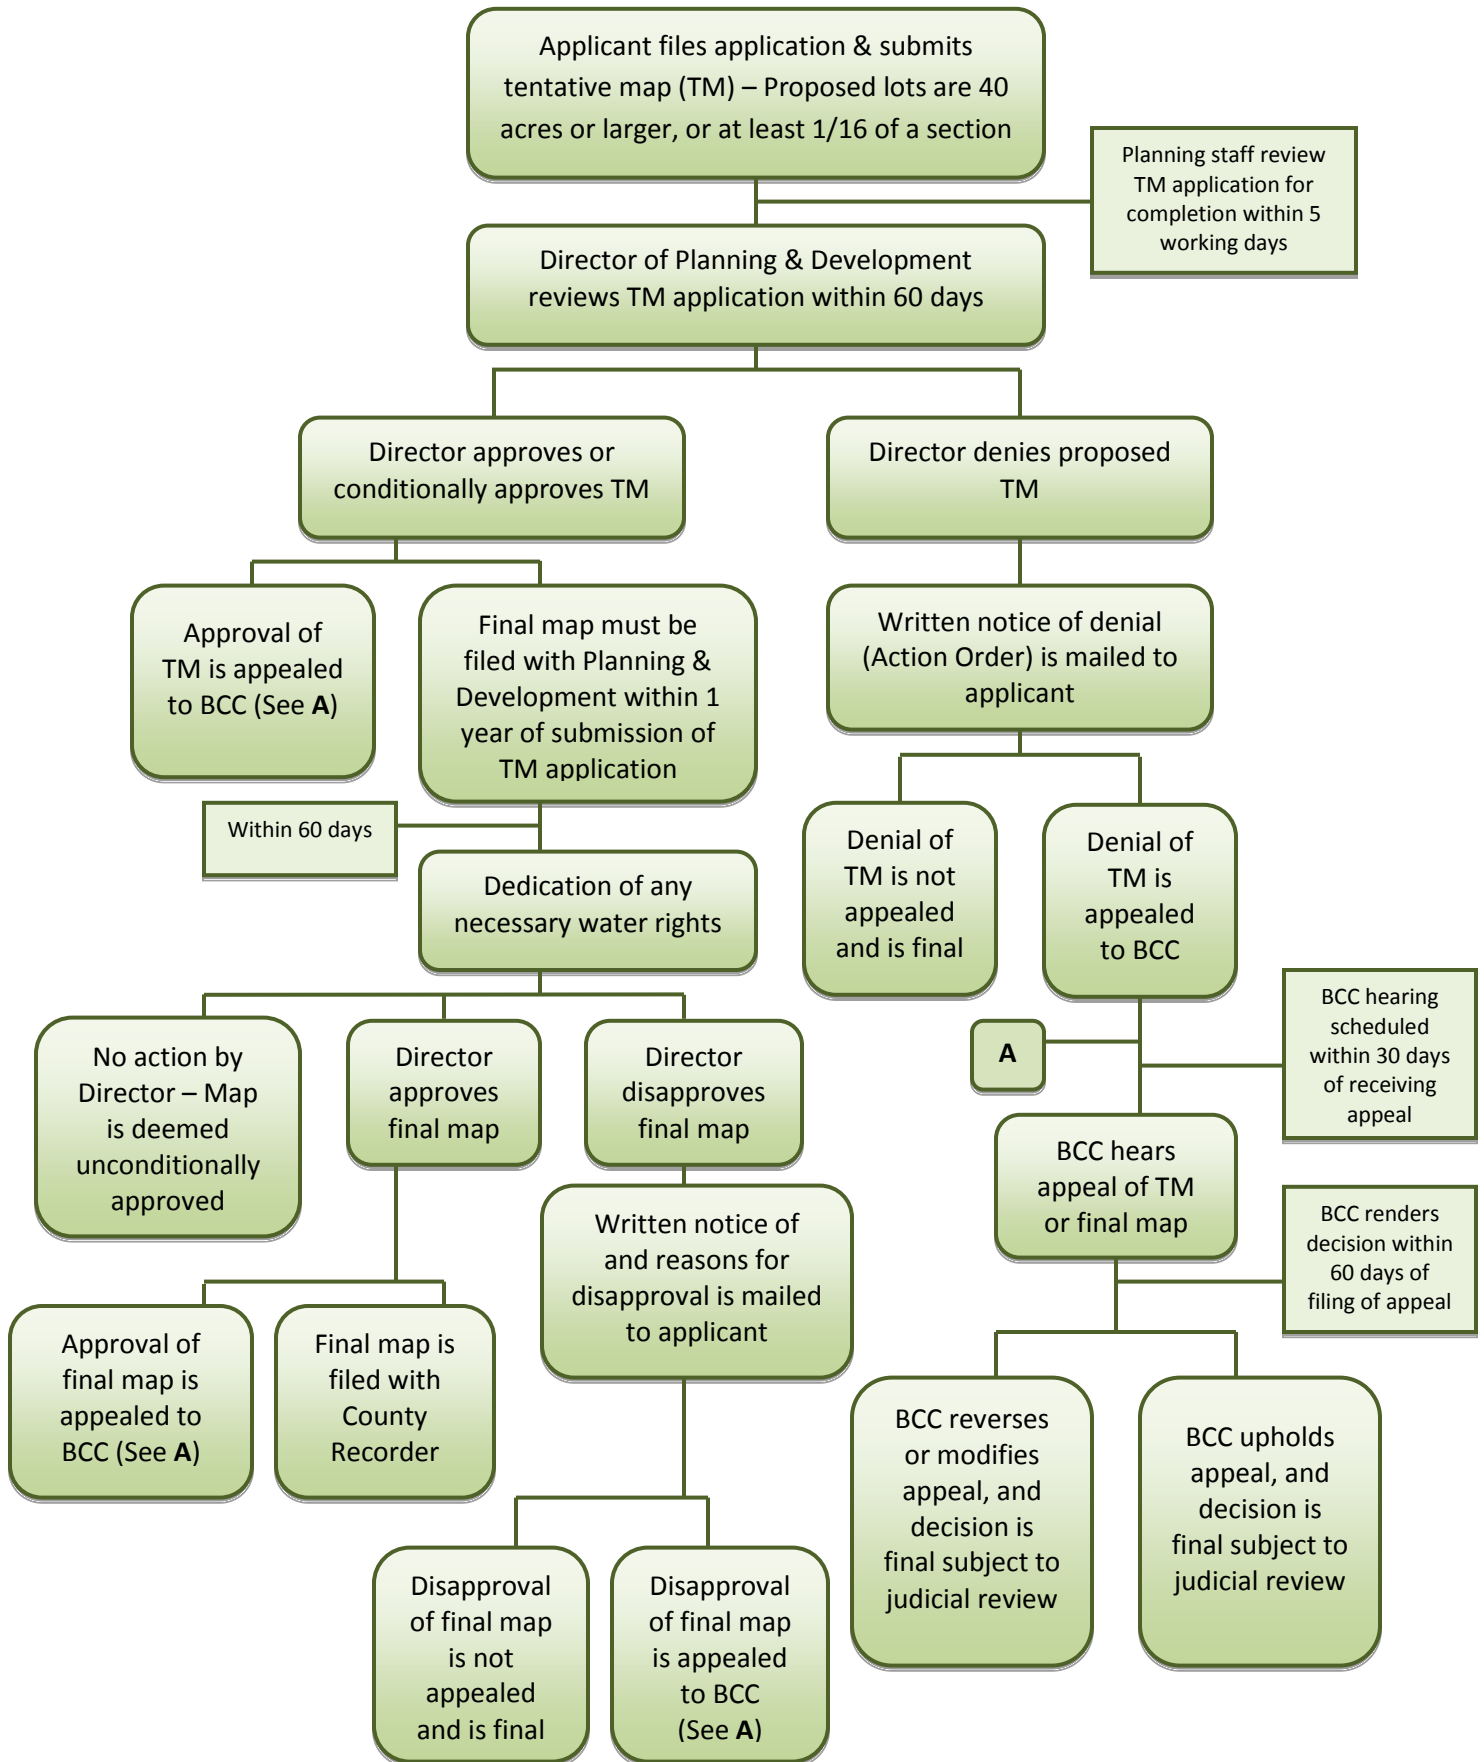 Applicant files application & submits
tentative map (TM) – Proposed lots are 40
acres or larger, or at least 1/16 of a section
Planning staff review
TM application for
completion within 5
working days
Director of Planning & Development
reviews TM application within 60 days
Director approves or
conditionally approves TM
Director denies proposed
TM
Approval of
TM is appealed
to BCC (See A)
Final map must be
filed with Planning &
Development within 1
year of submission of
TM application
Written notice of denial
(Action Order) is mailed to
applicant
Within 60 days
Dedication of any
necessary water rights
Denial of
TM is not
appealed
and is final
Denial of
TM is
appealed
to BCC
A
BCC hearing
scheduled
within 30 days
of receiving
appeal
No action by
Director – Map
is deemed
unconditionally
approved
Director
approves
final map
Director
disapproves
final map
BCC hears
appeal of TM
or final map
BCC renders
decision within
60 days of
filing of appeal
Written notice of
and reasons for
disapproval is mailed
to applicant
Approval of
final map is
appealed to
BCC (See A)
Final map is
filed with
County
Recorder
BCC reverses
or modifies
appeal, and
decision is
final subject to
judicial review
BCC upholds
appeal, and
decision is
final subject to
judicial review
Disapproval
of final map
is not
appealed
and is final
Disapproval
of final map
is appealed
to BCC
(See A)